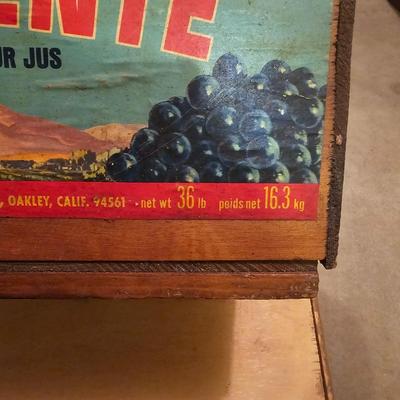 ENTE
UR JUS
, OAKLEY, CALIF. 94561 · net wt 36 lb poids net 16.3 kg